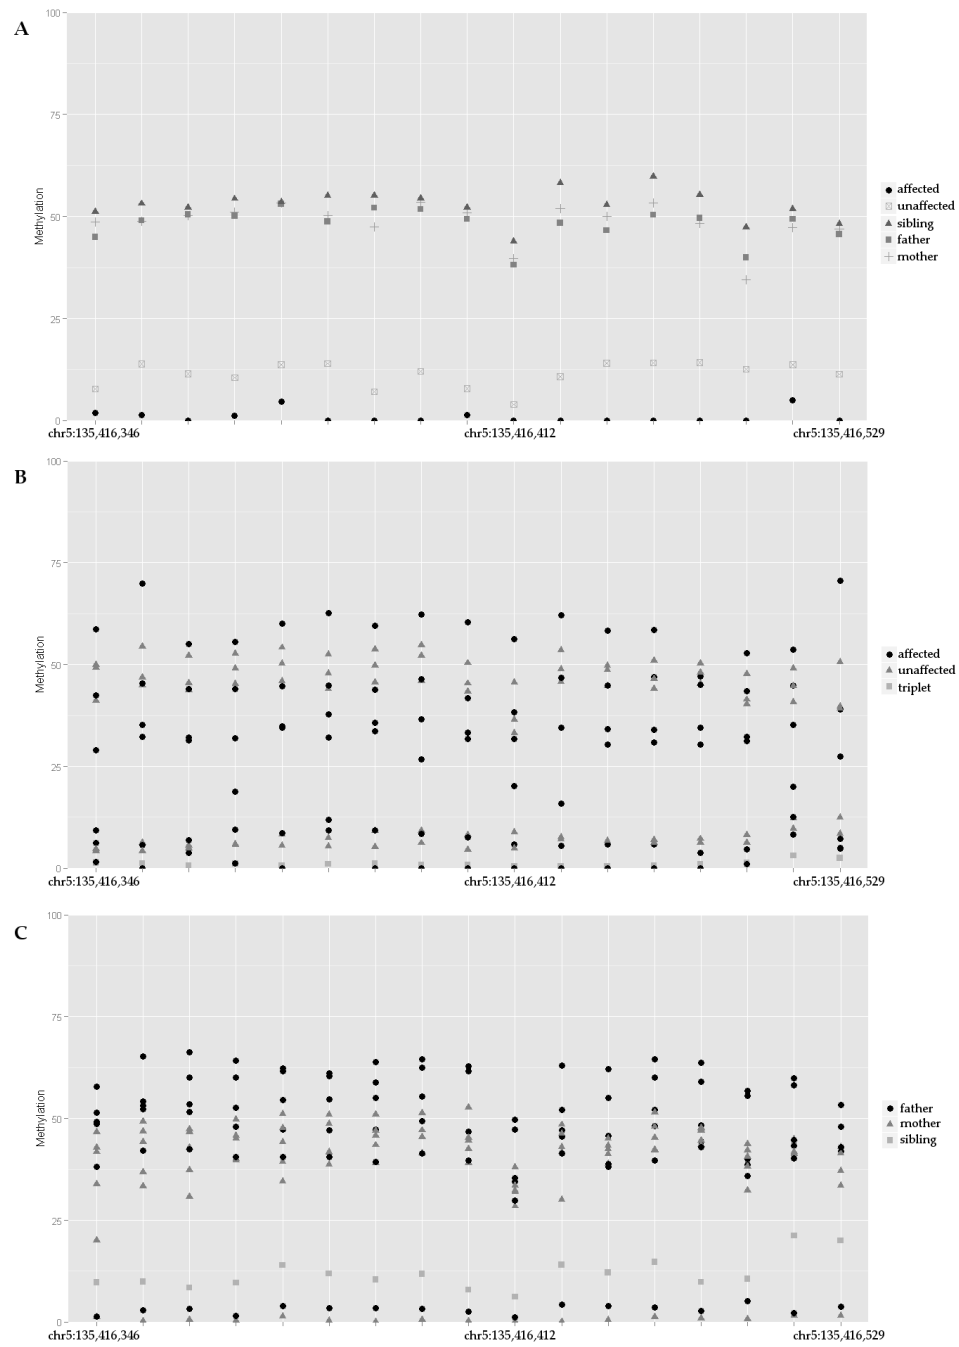 A
100
75
50
25
0
Methylation
chr5:135,416,346
chr5:135,416,412
chr5:135,416,529
affected
unaffected
sibling
father
mother
B
100
75
50
25
0
Methylation
chr5:135,416,346
chr5:135,416,412
chr5:135,416,529
affected
unaffected
triplet
C
100
75
50
25
0
Methylation
chr5:135,416,346
chr5:135,416,412
chr5:135,416,529
father
mother
sibling